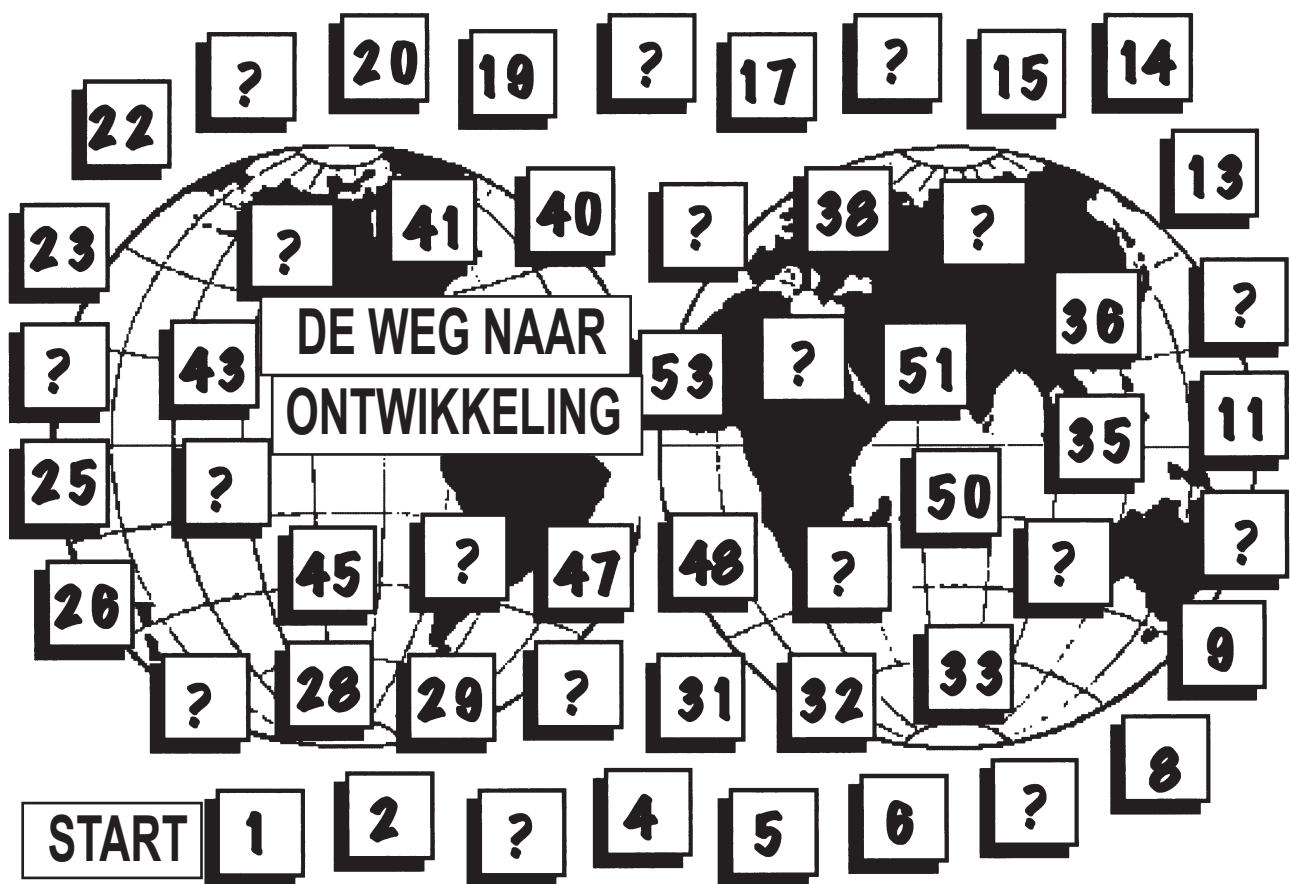 22 ? 20 19 ? 17 ? 15 14
13
23 ? 41 40 ? 38 ? ?
? 43 DE WEG NAAR 53 ? 51 36
ONTWIKKELING 35 11
25 ? 50 ?
26 45 ? 47 48 ? ? 9
? 28 29 ? 31 32 33
8
START 1 2 ? 4 5 6 ?